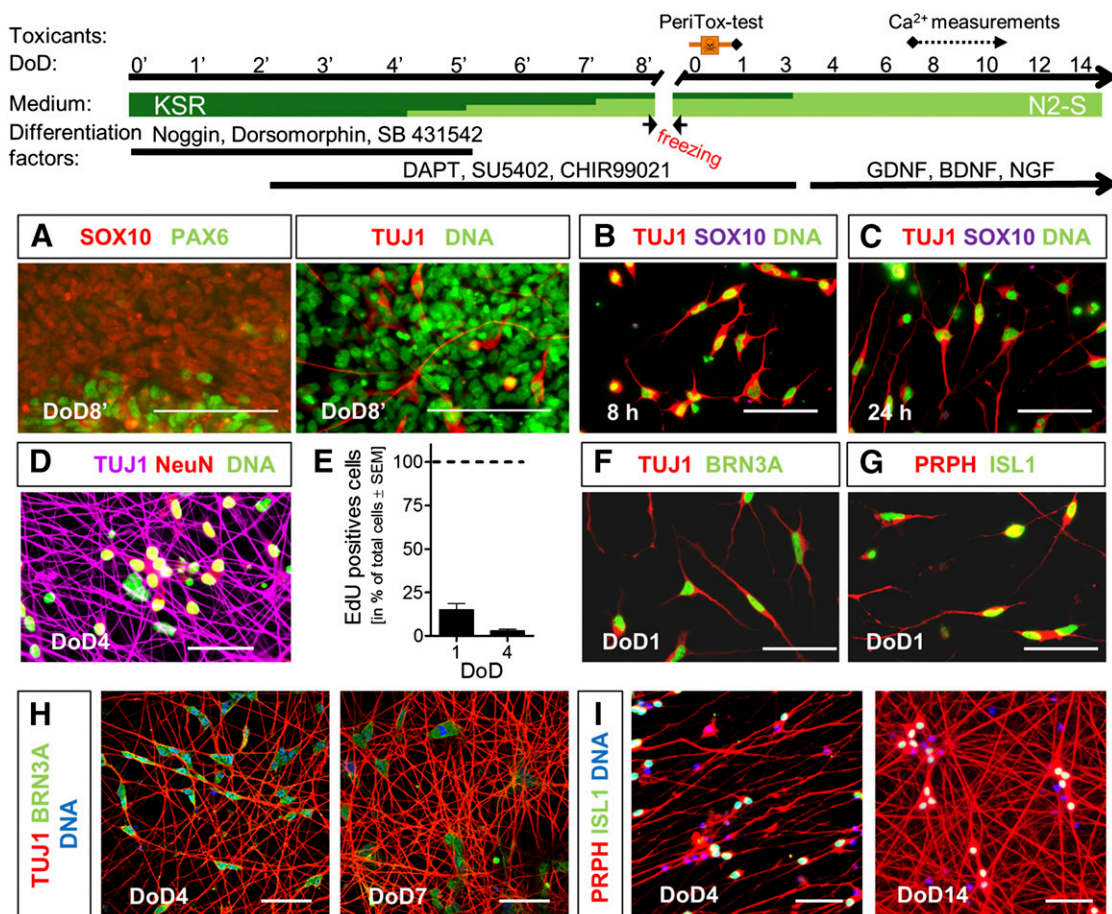 PeriTox-test
Ca²⁺ measurements
Toxicants:
DoD: 0’ 1’ 2’ 3’ 4’ 5’ 6’ 7’ 8’ 0 1 3 4 6 8 10 12 14
Medium: KSR N2-S
Differentiation factors:
Noggin, Dorsomorphin, SB 431542
freezing
DAPT, SU5402, CHIR99021
GDNF, BDNF, NGF
A SOX10 PAX6
DoD8’
TUJ1 DNA
DoD8’
B TUJ1 SOX10 DNA
8 h
C TUJ1 SOX10 DNA
24 h
D TUJ1 NeuN DNA
DoD4
E
EdU positives cells
[in % of total cells ± SEM]
100
75
50
25
0
1 4
DoD
F TUJ1 BRN3A
DoD1
G PRPH ISL1
DoD1
H
TUJ1 BRN3A
DNA
DoD4
DoD7
I
PRPH ISL1 DNA
DoD4
DoD14